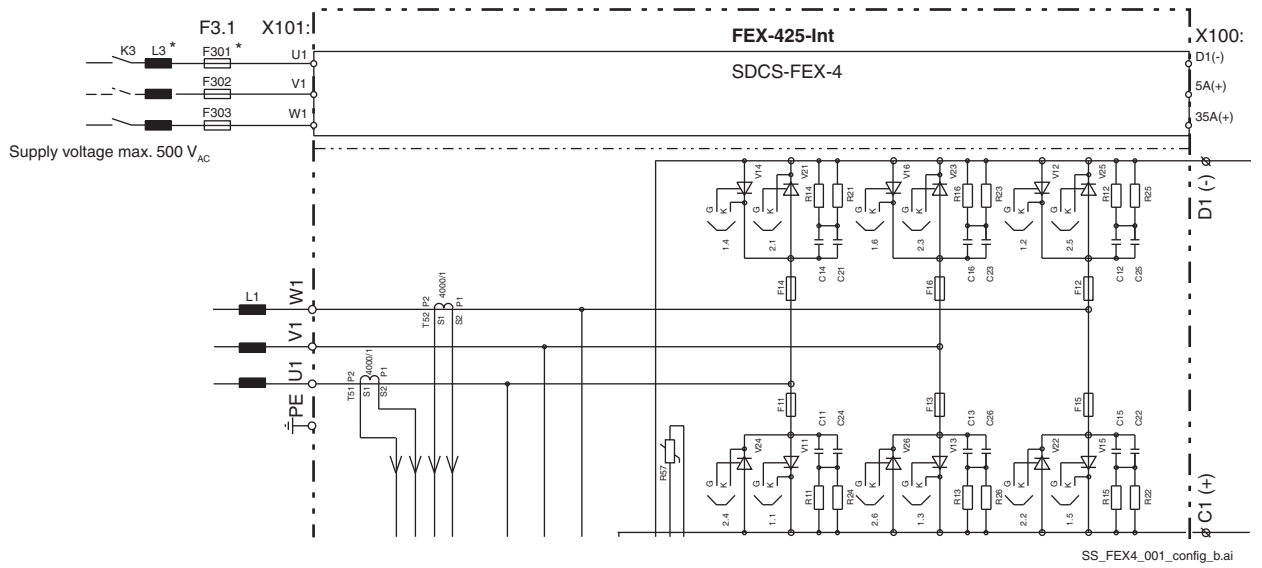 F3.1 X101: FEX-425-Int X100:
K3 L3 * F301 * U1 SDCS-FEX-4 D1(-)
F302 V1 5A(+)
F303 W1 35A(+)
Supply voltage max. 500 VAC
V14 V21 R14 R21 V16 V23 R16 R23 V12 V25 R12 R25
D1 (-)
G K G K G K G K G K G K
1.4 2.1 1.6 2.3 1.2 2.5
C14 C21 C16 C23 C12 C25
F14 F16 F12
L1 W1 T52 P2 4000/1 P1 S1 S2
V1
U1 T51 P2 4000/1 P1 S1 S2
PE
F11 F13 F15
C11 C24 C13 C26 C15 C22
R57
V24 V11 V26 V13 V22 V15
G K G K G K G K G K G K
R11 R24 R13 R26 R15 R22
2.4 1.1 2.6 1.3 2.2 1.5
C1 (+)
SS_FEX4_001_config_b.ai